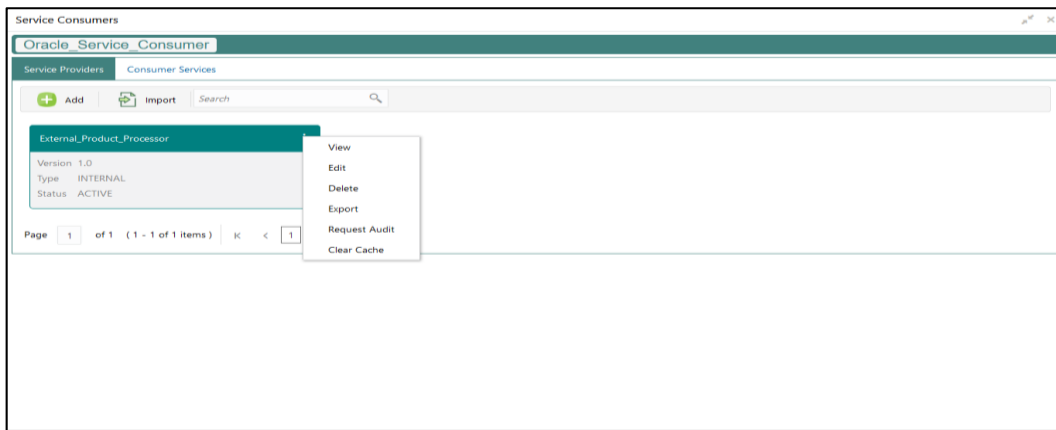 Service Consumers
Oracle_Service_Consumer
Service Providers Consumer Services
Add Import Search
External_Product_Processor
Version 1.0
Type INTERNAL
Status ACTIVE
View
Edit
Delete
Export
Request Audit
Clear Cache
Page 1 of 1 ( 1 - 1 of 1 items ) 1